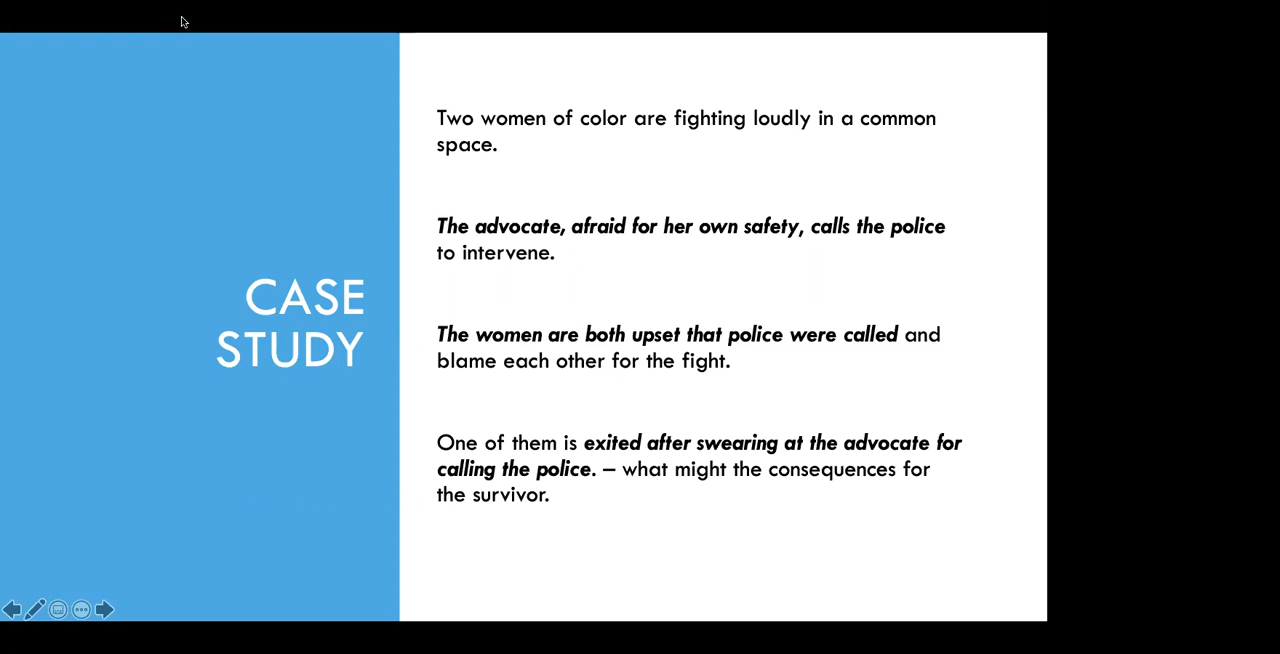 CASE
STUDY
Two women of color are fighting loudly in a common
space.
The advocate, afraid for her own safety, calls the police
to intervene.
The women are both upset that police were called and
blame each other for the fight.
One of them is exited after swearing at the advocate for
calling the police. – what might the consequences for
the survivor.